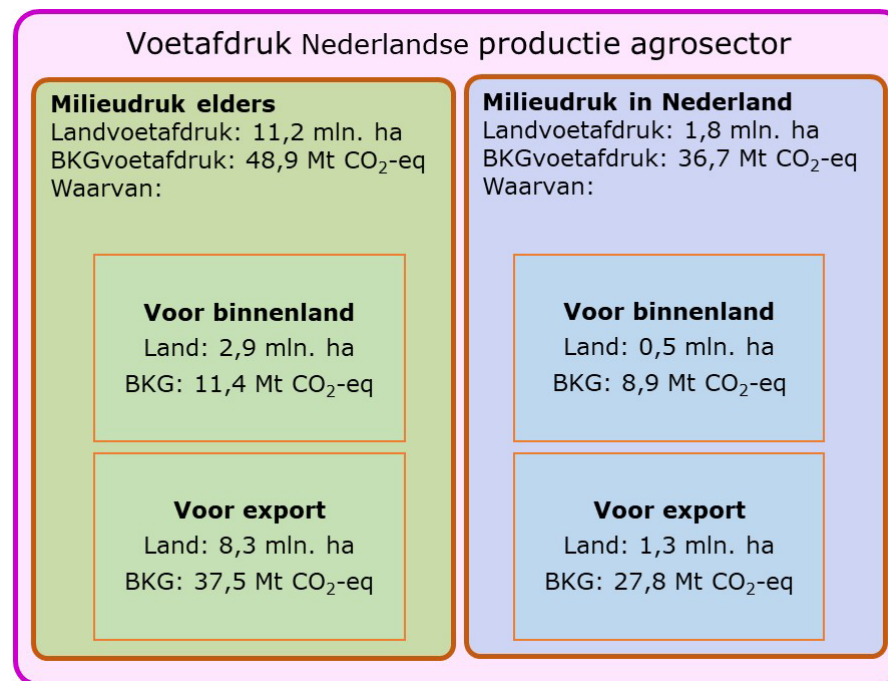 Voetafdruk Nederlandse productie agrosector
Milieudruk elders
Landvoetafdruk: 11,2 mln. ha
BKGvoetafdruk: 48,9 Mt CO₂-eq
Waarvan:
Voor binnenland
Land: 2,9 mln. ha
BKG: 11,4 Mt CO₂-eq
Voor export
Land: 8,3 mln. ha
BKG: 37,5 Mt CO₂-eq
Milieudruk in Nederland
Landvoetafdruk: 1,8 mln. ha
BKGvoetafdruk: 36,7 Mt CO₂-eq
Waarvan:
Voor binnenland
Land: 0,5 mln. ha
BKG: 8,9 Mt CO₂-eq
Voor export
Land: 1,3 mln. ha
BKG: 27,8 Mt CO₂-eq